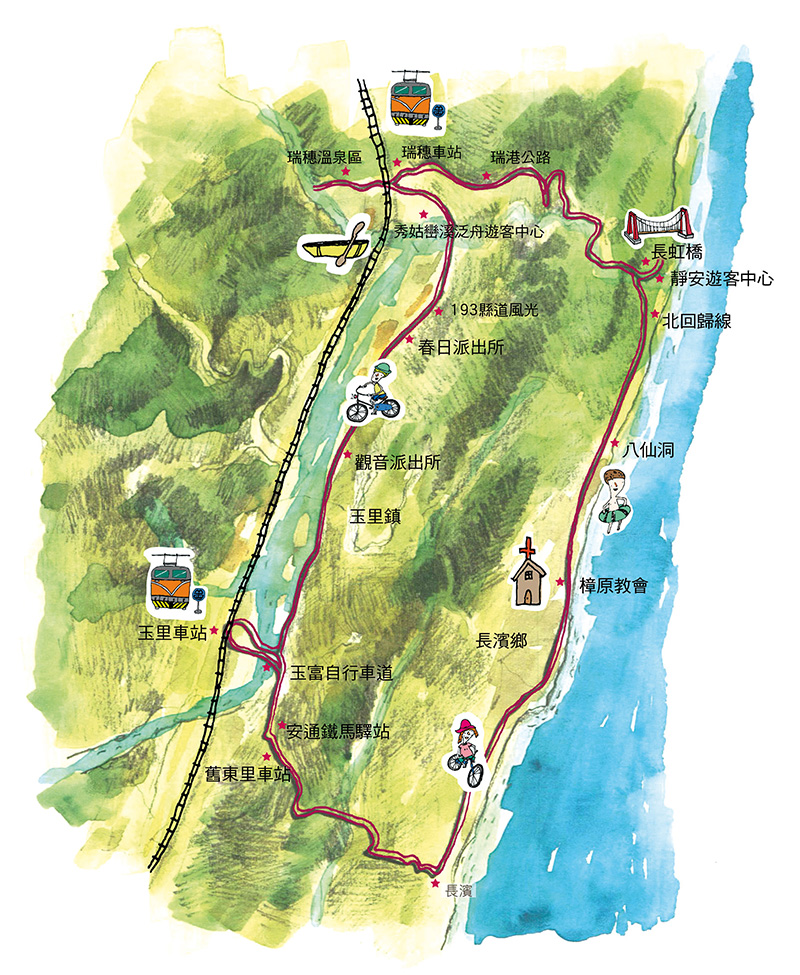 瑞穗溫泉區
瑞穗車站
瑞港公路
秀姑巒溪泛舟遊客中心
長虹橋
靜安遊客中心
193縣道風光
北回歸線
春日派出所
八仙洞
觀音派出所
玉里鎮
樟原教會
玉里車站
長濱鄉
玉富自行車道
安通鐵馬驛站
舊東里車站
長濱